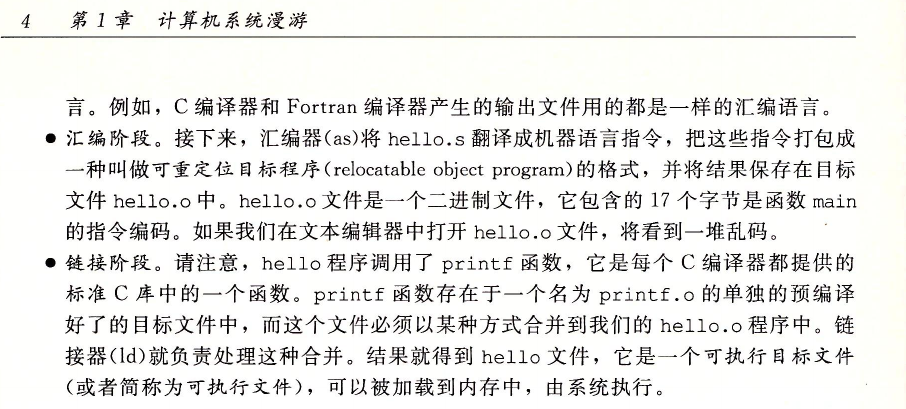 4 第1章 计算机系统漫游
言。例如，C 编译器和 Fortran 编译器产生的输出文件用的都是一样的汇编语言。
● 汇编阶段。接下来，汇编器(as)将 hello.s 翻译成机器语言指令，把这些指令打包成
一种叫做可重定位目标程序(relocatable object program)的格式，并将结果保存在目标
文件 hello.o 中。hello.o 文件是一个二进制文件，它包含的 17 个字节是函数 main
的指令编码。如果我们在文本编辑器中打开 hello.o 文件，将看到一堆乱码。
● 链接阶段。请注意，hello 程序调用了 printf 函数，它是每个 C 编译器都提供的
标准 C 库中的一个函数。printf 函数存在于一个名为 printf.o 的单独的预编译
好了的目标文件中，而这个文件必须以某种方式合并到我们的 hello.o 程序中。链
接器(ld)就负责处理这种合并。结果就得到 hello 文件，它是一个可执行目标文件
(或者简称为可执行文件)，可以被加载到内存中，由系统执行。